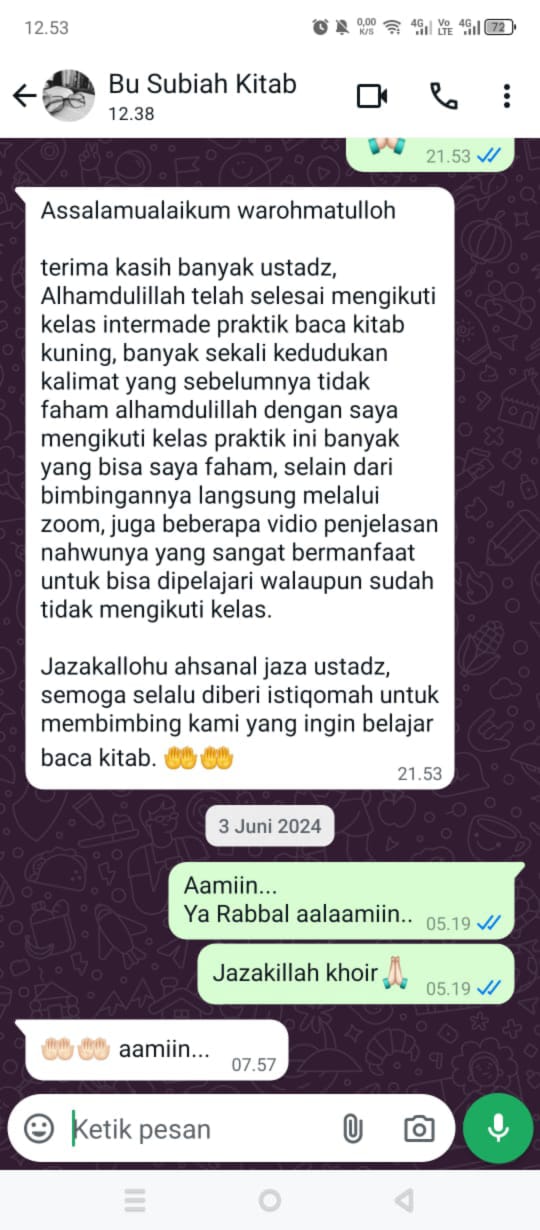 12.53
0,00 K/S 4G Vo LTE 4G 72
Bu Subiah Kitab
12.38
21.53
Assalamualaikum warohmatulloh
terima kasih banyak ustadz,
Alhamdulillah telah selesai mengikuti
kelas intermade praktik baca kitab
kuning, banyak sekali kedudukan
kalimat yang sebelumnya tidak
faham alhamdulillah dengan saya
mengikuti kelas praktik ini banyak
yang bisa saya faham, selain dari
bimbingannya langsung melalui
zoom, juga beberapa vidio penjelasan
nahwunya yang sangat bermanfaat
untuk bisa dipelajari walaupun sudah
tidak mengikuti kelas.
Jazakallohu ahsanal jaza ustadz,
semoga selalu diberi istiqomah untuk
membimbing kami yang ingin belajar
baca kitab. 🤲🤲
21.53
3 Juni 2024
Aamiin...
Ya Rabbal aalaamiin.. 05.19
Jazakillah khoir🙏🏻 05.19
🤲🏻🤲🏻 aamiin... 07.57
Ketik pesan